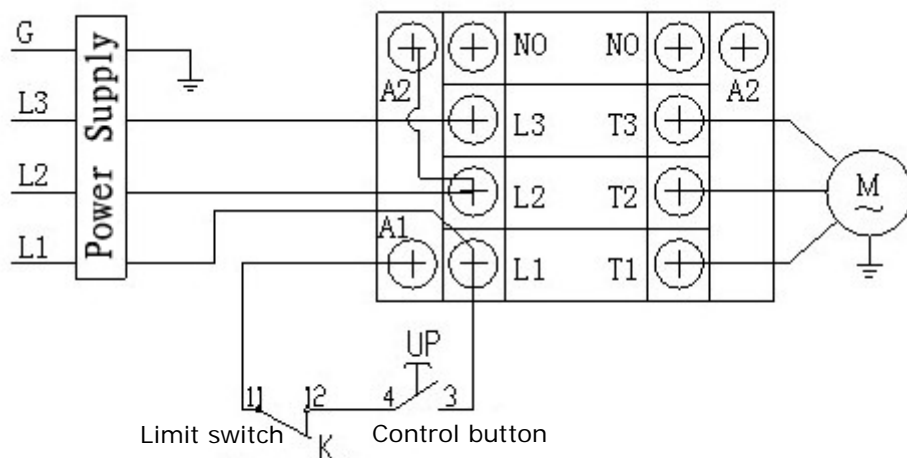 G
L3
L2
L1
Power Supply
A2
NO
NO
A2
L3
T3
L2
T2
A1
L1
T1
M
~
UP
11
12
4
3
Limit switch
K
Control button